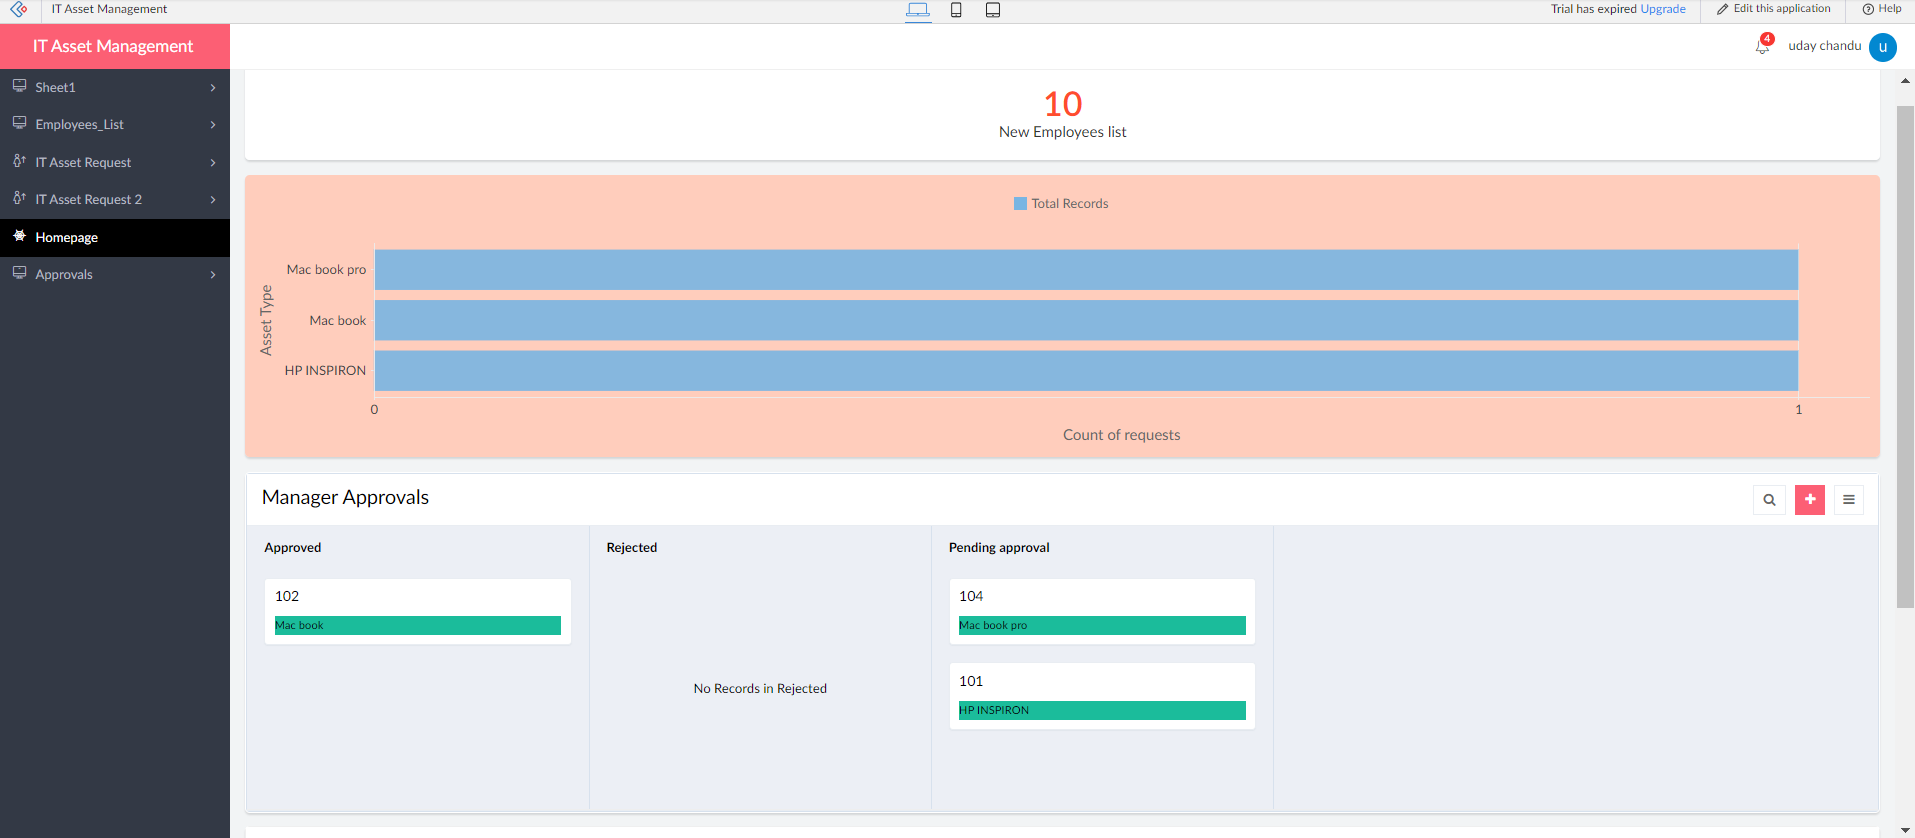 IT Asset Management
Trial has expired Upgrade
Edit this application
Help
IT Asset Management
4
uday chandu
u
Sheet1
Employees_List
IT Asset Request
IT Asset Request 2
Homepage
Approvals
10
New Employees list
Total Records
Asset Type
Mac book pro
Mac book
HP INSPIRON
0
1
Count of requests
Manager Approvals
Approved
102
Mac book
Rejected
No Records in Rejected
Pending approval
104
Mac book pro
101
HP INSPIRON